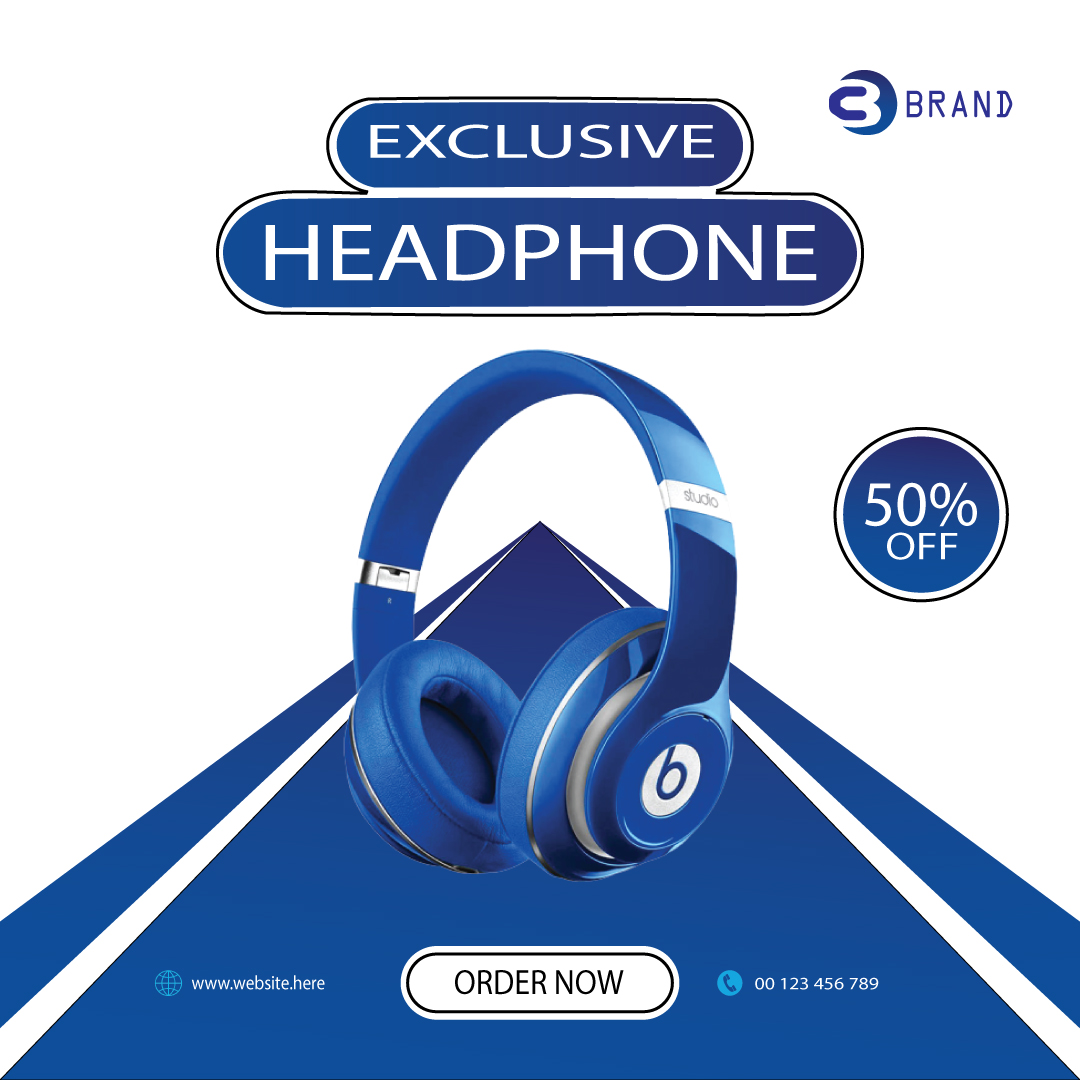 BRAND
EXCLUSIVE
HEADPHONE
studio
50%
OFF
b
www.website.here
ORDER NOW
00 123 456 789